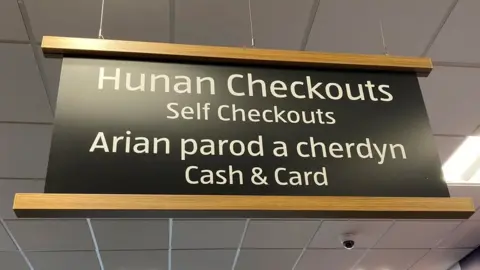 Hunan Checkouts
Self Checkouts
Arian parod a cherdyn
Cash & Card